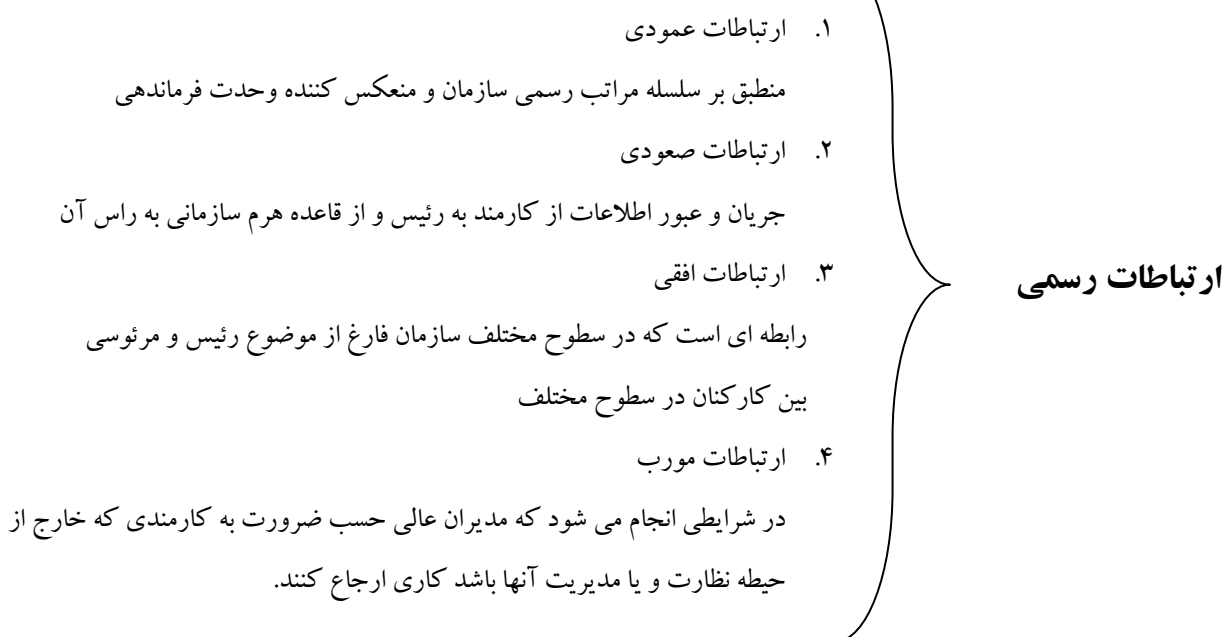 ارتباطات رسمی
۱. ارتباطات عمودی
منطبق بر سلسله مراتب رسمی سازمان و منعکس کننده وحدت فرماندهی
۲. ارتباطات صعودی
جریان و عبور اطلاعات از کارمند به رئیس و از قاعده هرم سازمانی به راس آن
۳. ارتباطات افقی
رابطه ای است که در سطوح مختلف سازمان فارغ از موضوع رئیس و مرئوسی
بین کارکنان در سطوح مختلف
۴. ارتباطات مورب
در شرایطی انجام می شود که مدیران عالی حسب ضرورت به کارمندی که خارج از
حیطه نظارت و یا مدیریت آنها باشد کاری ارجاع کنند.